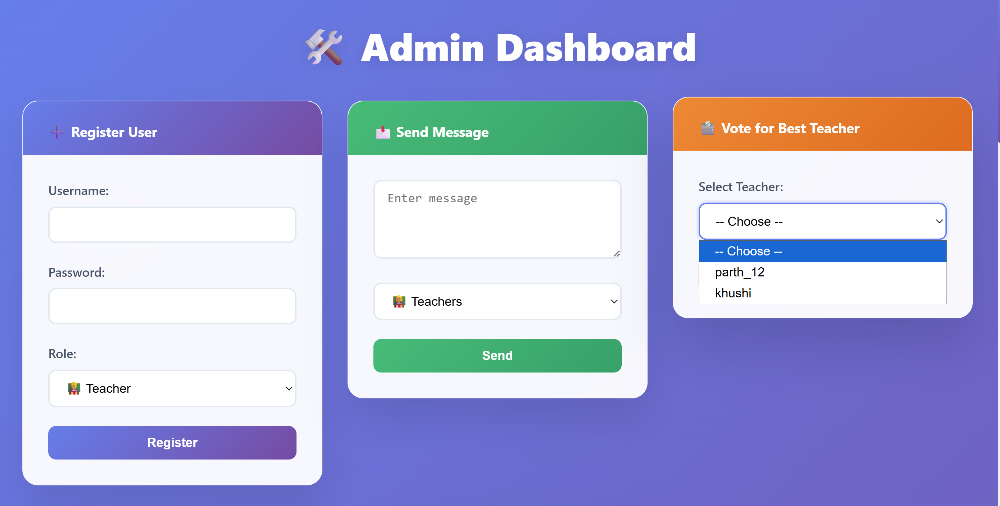 Admin Dashboard
Register User
Username:
Password:
Role:
Teacher
Register
Send Message
Enter message
Teachers
Send
Vote for Best Teacher
Select Teacher:
-- Choose --
-- Choose --
parth_12
khushi